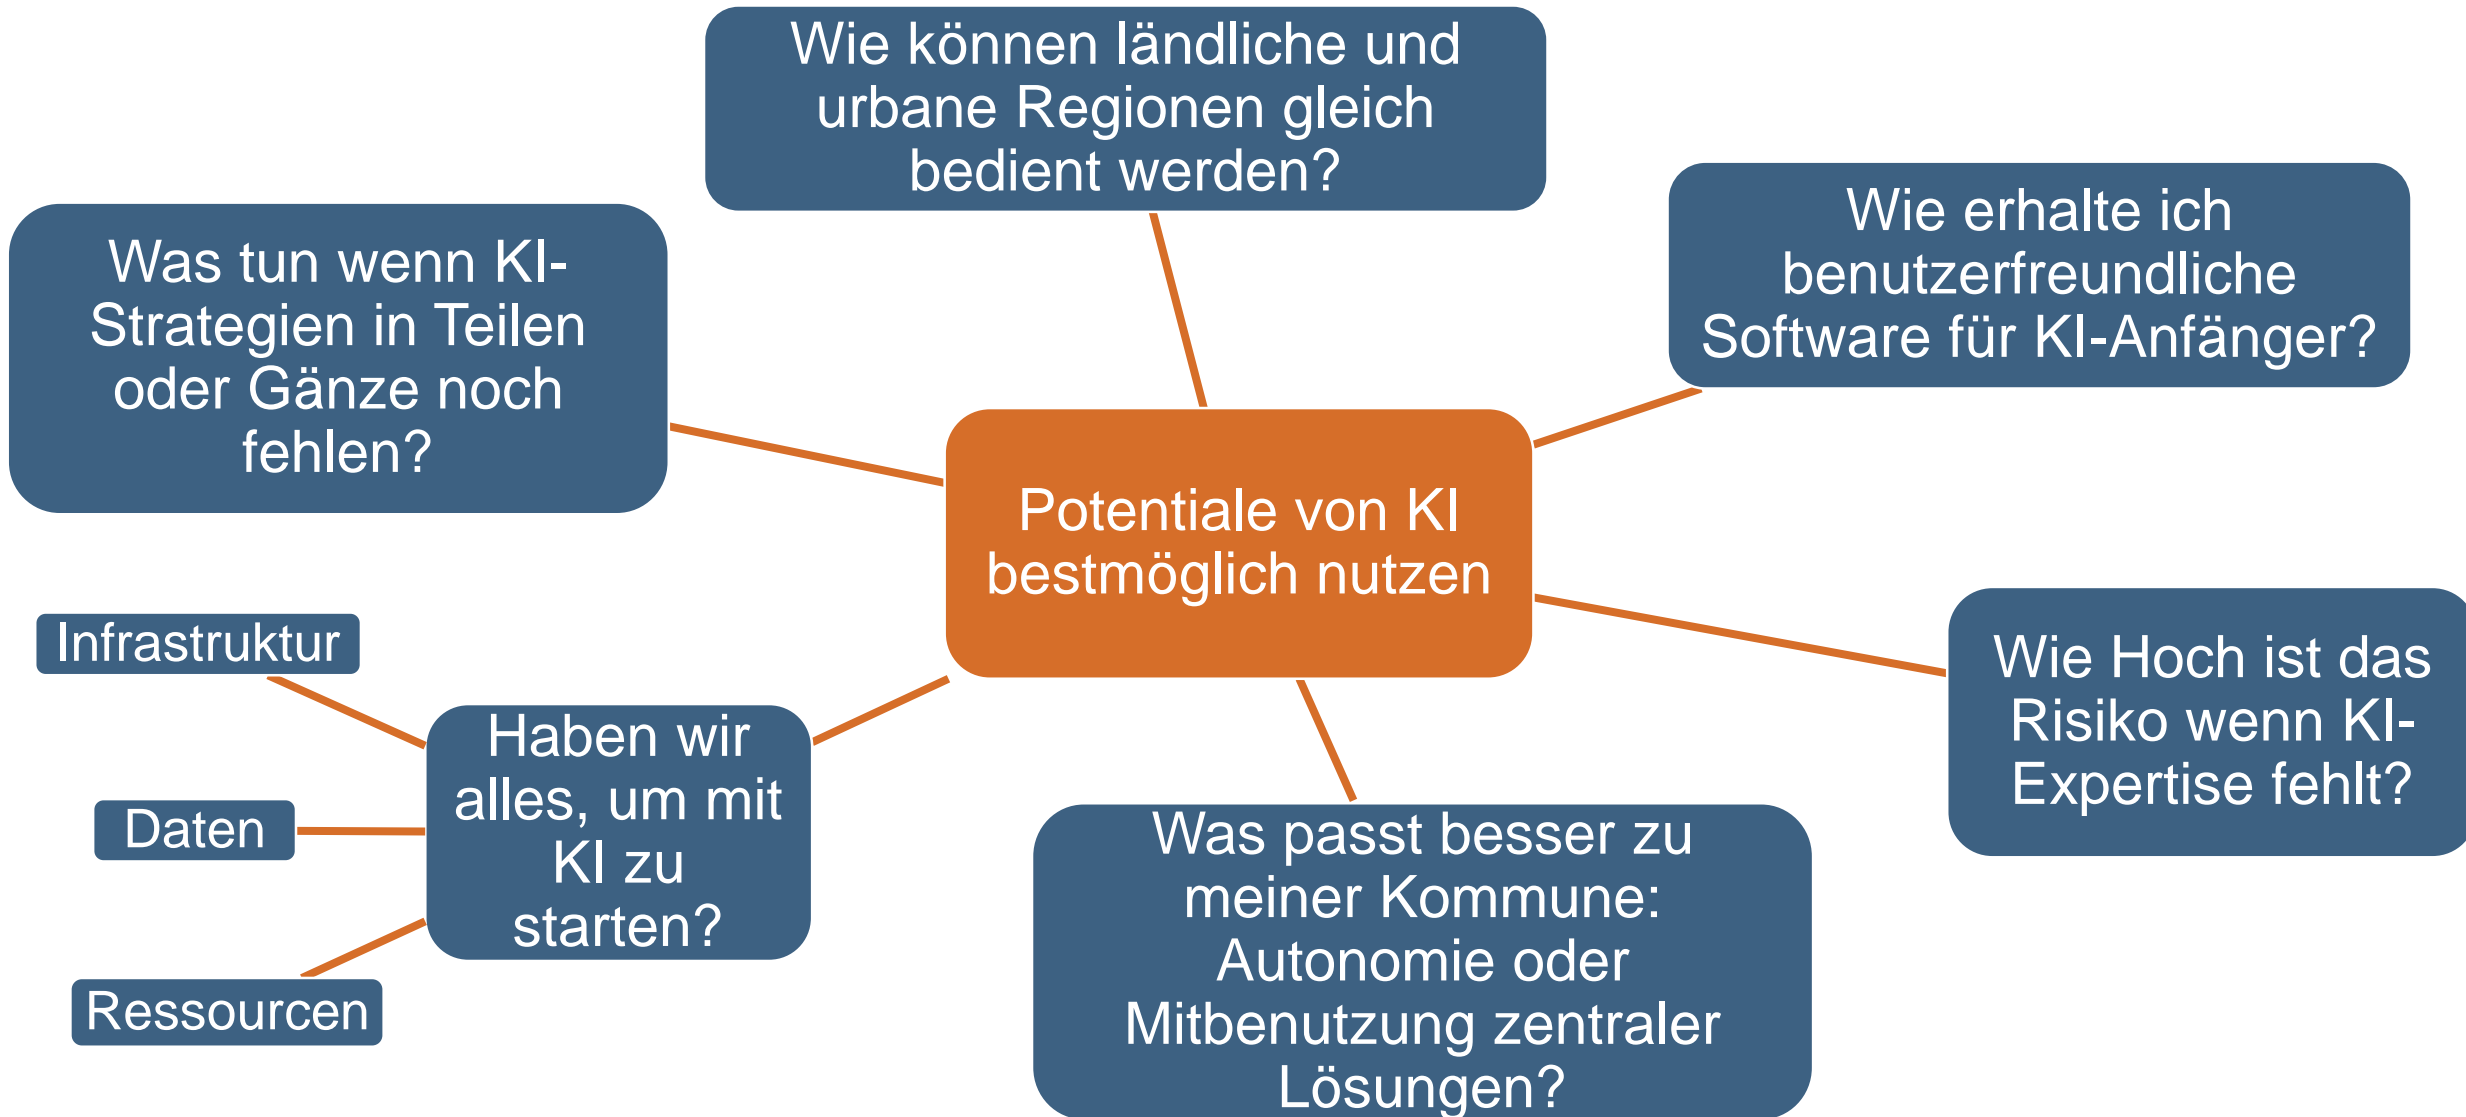 Wie können ländliche und
urbane Regionen gleich
bedient werden?
Wie erhalte ich
benutzerfreundliche
Software für KI-Anfänger?
Was tun wenn KI-
Strategien in Teilen
oder Gänze noch
fehlen?
Potentiale von KI
bestmöglich nutzen
Wie Hoch ist das
Risiko wenn KI-
Expertise fehlt?
Infrastruktur
Daten
Ressourcen
Haben wir
alles, um mit
KI zu
starten?
Was passt besser zu
meiner Kommune:
Autonomie oder
Mitbenutzung zentraler
Lösungen?